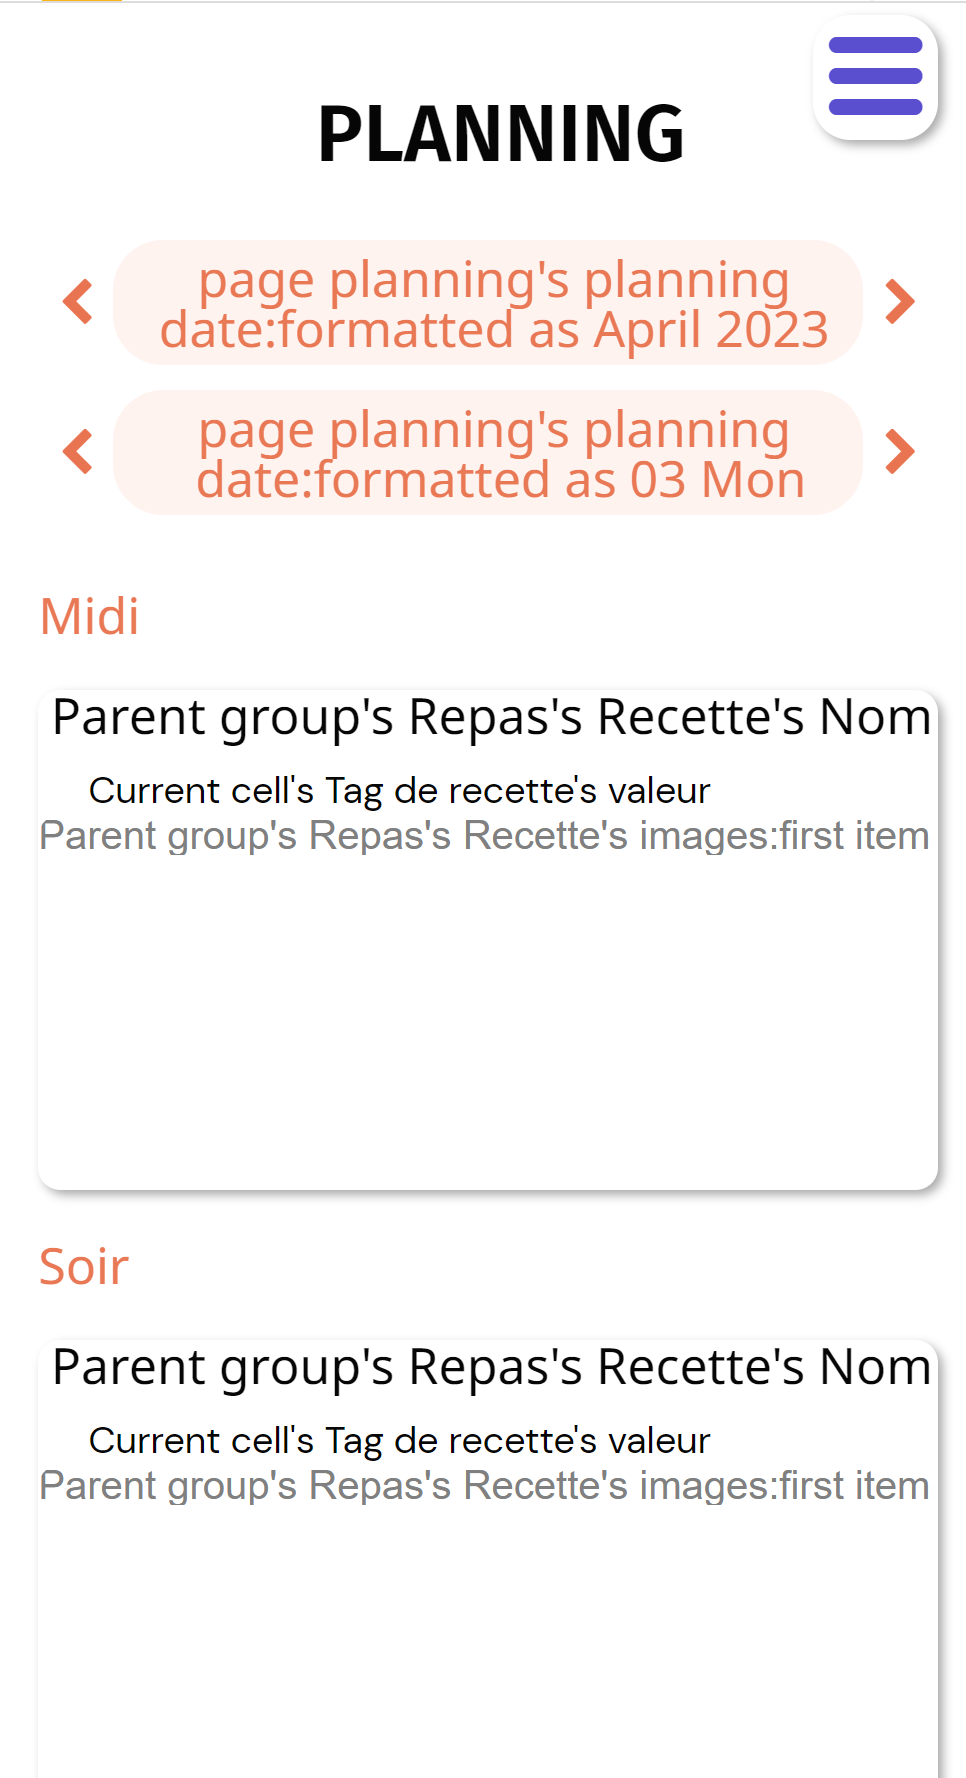 PLANNING
page planning's planning
date:formatted as April 2023
page planning's planning
date:formatted as 03 Mon
Midi
Parent group's Repas's Recette's Nom
Current cell's Tag de recette's valeur
Parent group's Repas's Recette's images:first item
Soir
Parent group's Repas's Recette's Nom
Current cell's Tag de recette's valeur
Parent group's Repas's Recette's images:first item